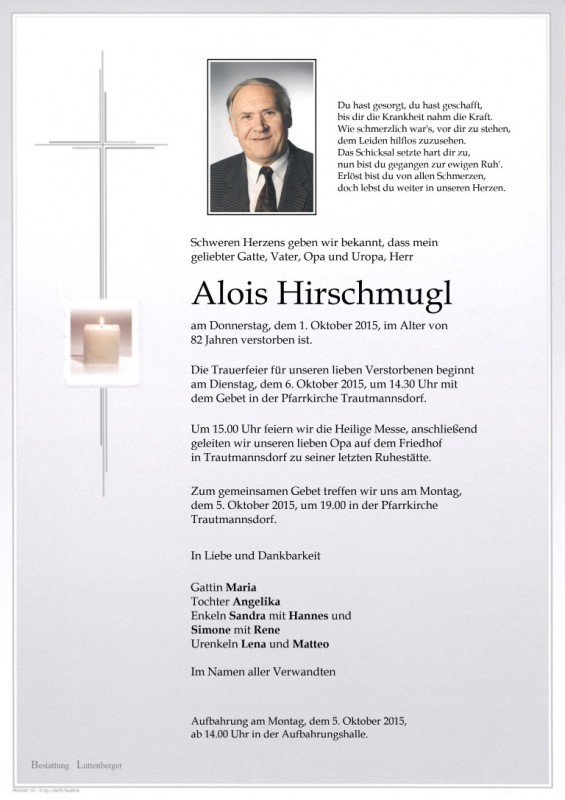 Du hast gesorgt, du hast geschafft,
bis dir die Krankheit nahm die Kraft.
Wie schmerzlich war's, vor dir zu stehen,
dem Leiden hilflos zuzusehen.
Das Schicksal setzte hart dir zu,
nun bist du gegangen zur ewigen Ruh'.
Erlöst bist du von allen Schmerzen,
doch lebst du weiter in unseren Herzen.
Schweren Herzens geben wir bekannt, dass mein
geliebter Gatte, Vater, Opa und Uropa, Herr
Alois Hirschmugl
am Donnerstag, dem 1. Oktober 2015, im Alter von
82 Jahren verstorben ist.
Die Trauerfeier für unseren lieben Verstorbenen beginnt
am Dienstag, dem 6. Oktober 2015, um 14.30 Uhr mit
dem Gebet in der Pfarrkirche Trautmannsdorf.
Um 15.00 Uhr feiern wir die Heilige Messe, anschließend
geleiten wir unseren lieben Opa auf dem Friedhof
in Trautmannsdorf zu seiner letzten Ruhestätte.
Zum gemeinsamen Gebet treffen wir uns am Montag,
dem 5. Oktober 2015, um 19.00 in der Pfarrkirche
Trautmannsdorf.
In Liebe und Dankbarkeit
Gattin Maria
Tochter Angelika
Enkeln Sandra mit Hannes und
Simone mit Rene
Urenkeln Lena und Matteo
Im Namen aller Verwandten
Aufbahrung am Montag, dem 5. Oktober 2015,
ab 14.00 Uhr in der Aufbahrungshalle.
Bestattung Luttenberger